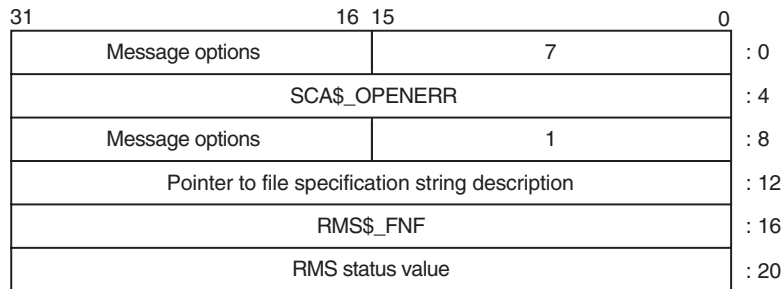 31 16 15 0
Message options 7 : 0
SCA$_OPENERR : 4
Message options 1 : 8
Pointer to file specification string description : 12
RMS$_FNF : 16
RMS status value : 20